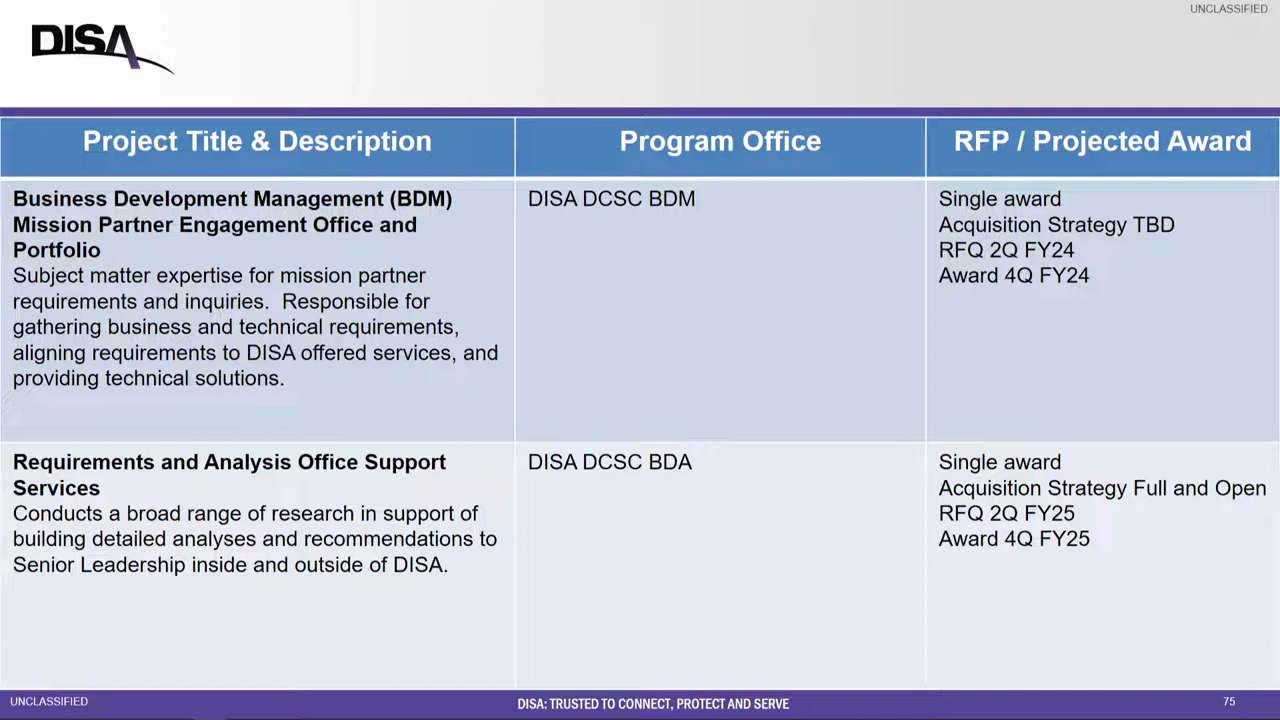 UNCLASSIFIED
DISA
Project Title & Description
Program Office
RFP / Projected Award
Business Development Management (BDM)
Mission Partner Engagement Office and
Portfolio
Subject matter expertise for mission partner
requirements and inquiries.  Responsible for
gathering business and technical requirements,
aligning requirements to DISA offered services, and
providing technical solutions.
DISA DCSC BDM
Single award
Acquisition Strategy TBD
RFQ 2Q FY24
Award 4Q FY24
Requirements and Analysis Office Support
Services
Conducts a broad range of research in support of
building detailed analyses and recommendations to
Senior Leadership inside and outside of DISA.
DISA DCSC BDA
Single award
Acquisition Strategy Full and Open
RFQ 2Q FY25
Award 4Q FY25
UNCLASSIFIED
DISA: TRUSTED TO CONNECT, PROTECT AND SERVE
75